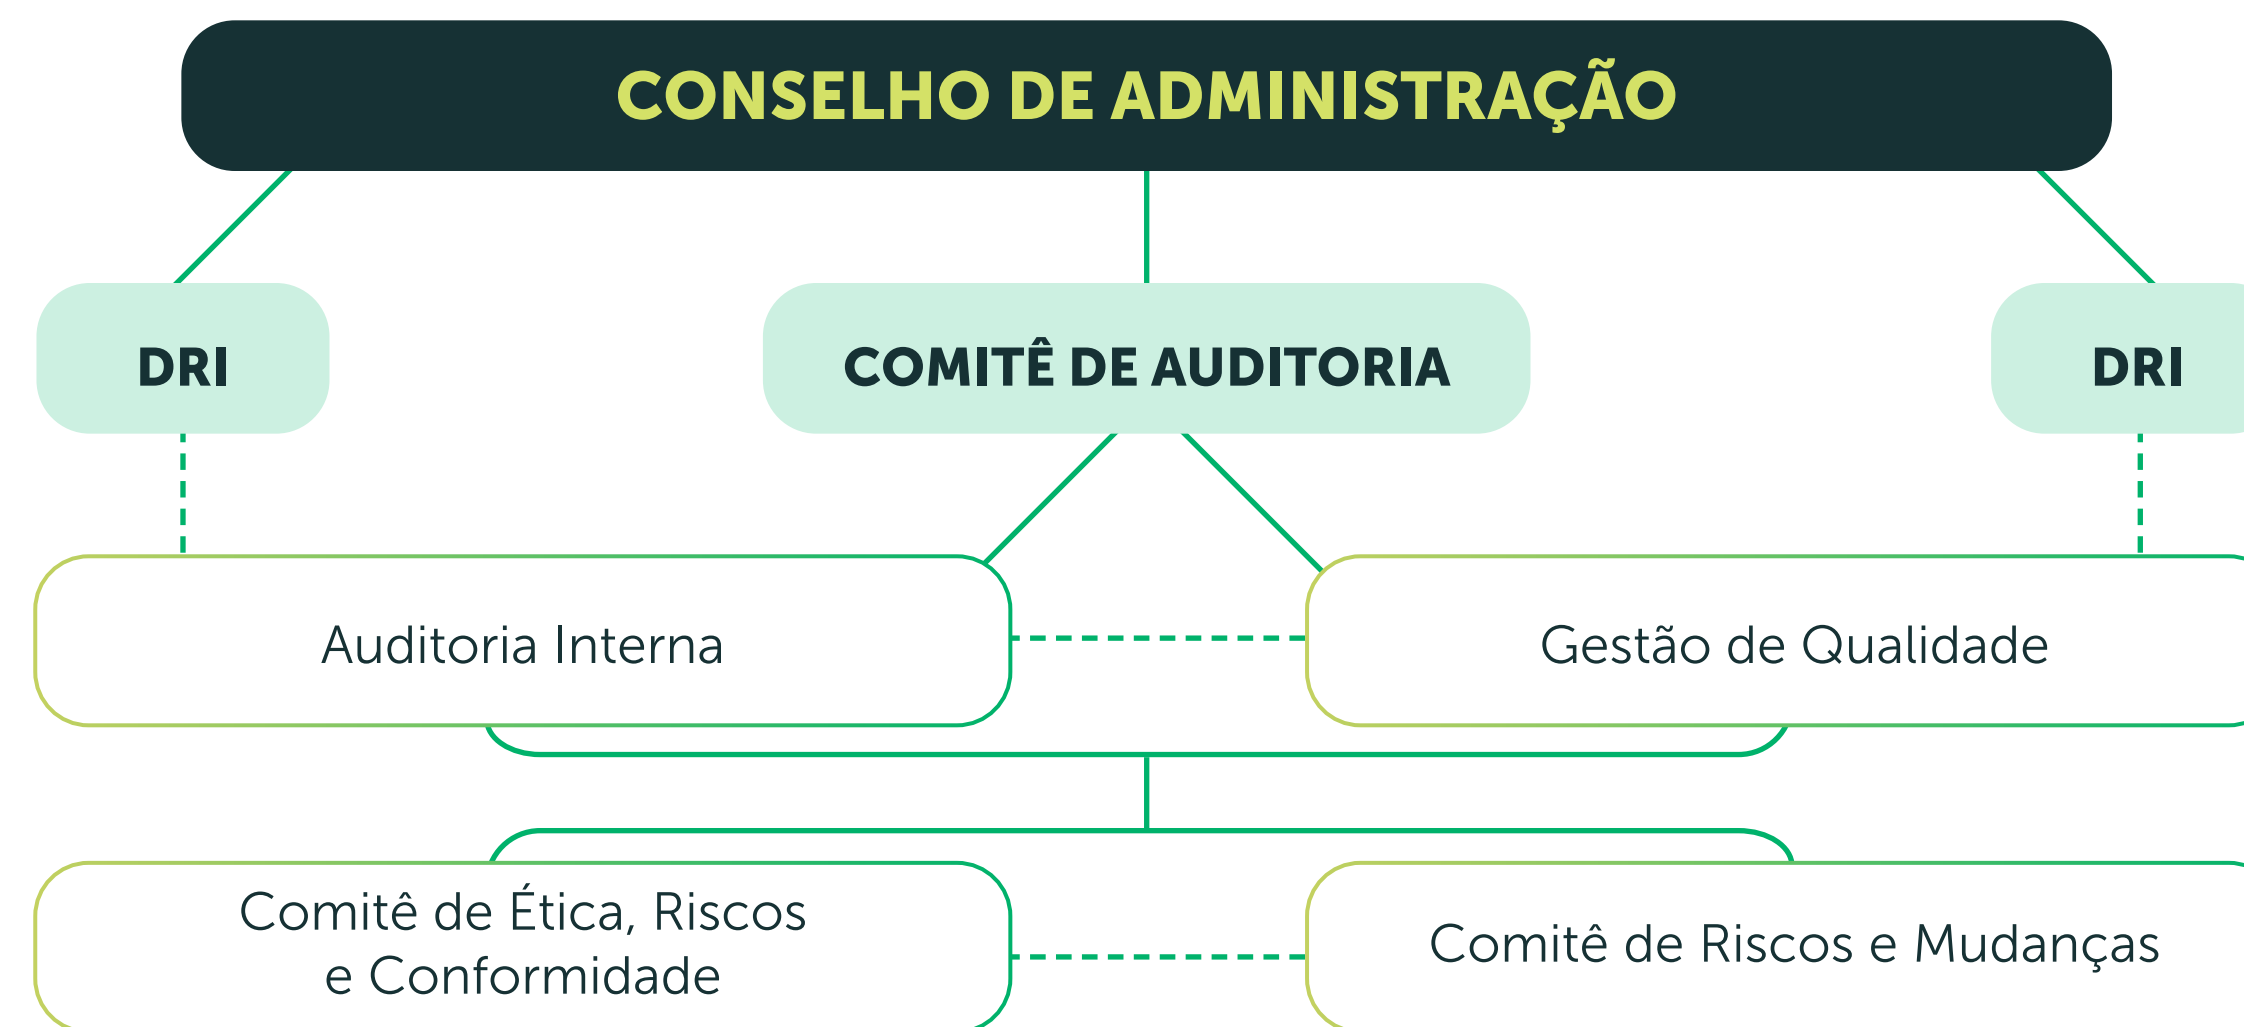 CONSELHO DE ADMINISTRAÇÃO
DRI
COMITÊ DE AUDITORIA
DRI
Auditoria Interna
Gestão de Qualidade
Comitê de Ética, Riscos
e Conformidade
Comitê de Riscos e Mudanças